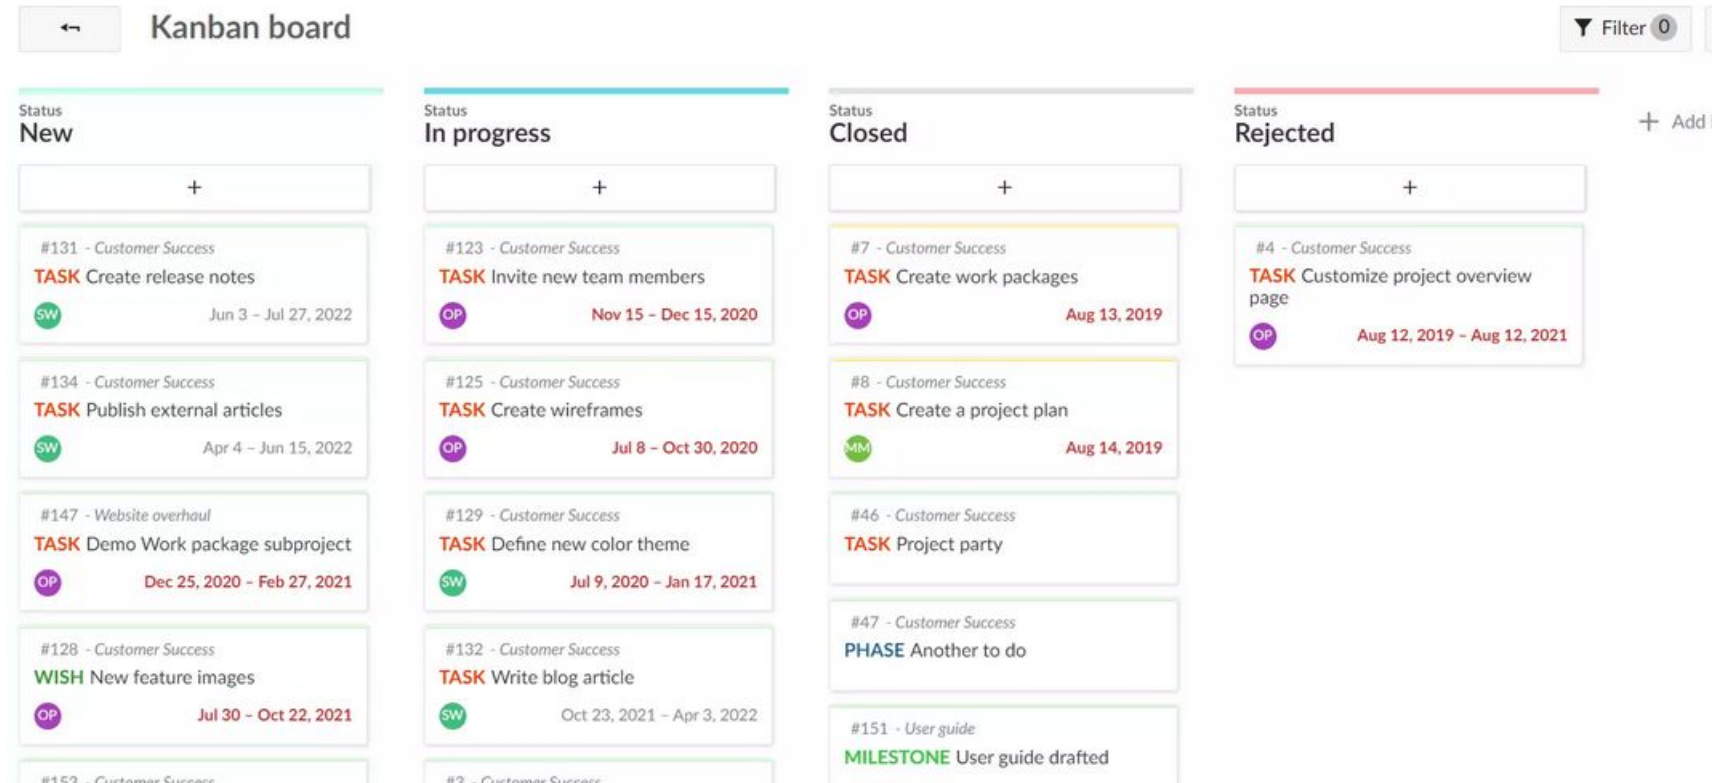 Kanban board
Filter 0
Status
New
+
#131 - Customer Success
TASK Create release notes
SW
Jun 3 – Jul 27, 2022
#134 - Customer Success
TASK Publish external articles
SW
Apr 4 – Jun 15, 2022
#147 - Website overhaul
TASK Demo Work package subproject
OP
Dec 25, 2020 – Feb 27, 2021
#128 - Customer Success
WISH New feature images
OP
Jul 30 – Oct 22, 2021
#153 - Customer Success
Status
In progress
+
#123 - Customer Success
TASK Invite new team members
OP
Nov 15 – Dec 15, 2020
#125 - Customer Success
TASK Create wireframes
OP
Jul 8 – Oct 30, 2020
#129 - Customer Success
TASK Define new color theme
SW
Jul 9, 2020 – Jan 17, 2021
#132 - Customer Success
TASK Write blog article
SW
Oct 23, 2021 – Apr 3, 2022
#3 - Customer Success
Status
Closed
+
#7 - Customer Success
TASK Create work packages
OP
Aug 13, 2019
#8 - Customer Success
TASK Create a project plan
MM
Aug 14, 2019
#46 - Customer Success
TASK Project party
#47 - Customer Success
PHASE Another to do
#151 - User guide
MILESTONE User guide drafted
Status
Rejected
+
#4 - Customer Success
TASK Customize project overview
page
OP
Aug 12, 2019 – Aug 12, 2021
+ Add